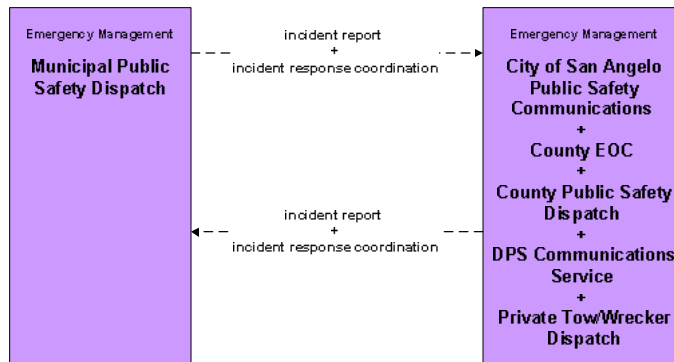 Emergency Management
Municipal Public
Safety Dispatch
incident report
+
incident response coordination
incident report
+
incident response coordination
Emergency Management
City of San Angelo
Public Safety
Communications
+
County EOC
+
County Public Safety
Dispatch
+
DPS Communications
Service
+
Private Tow/Wrecker
Dispatch